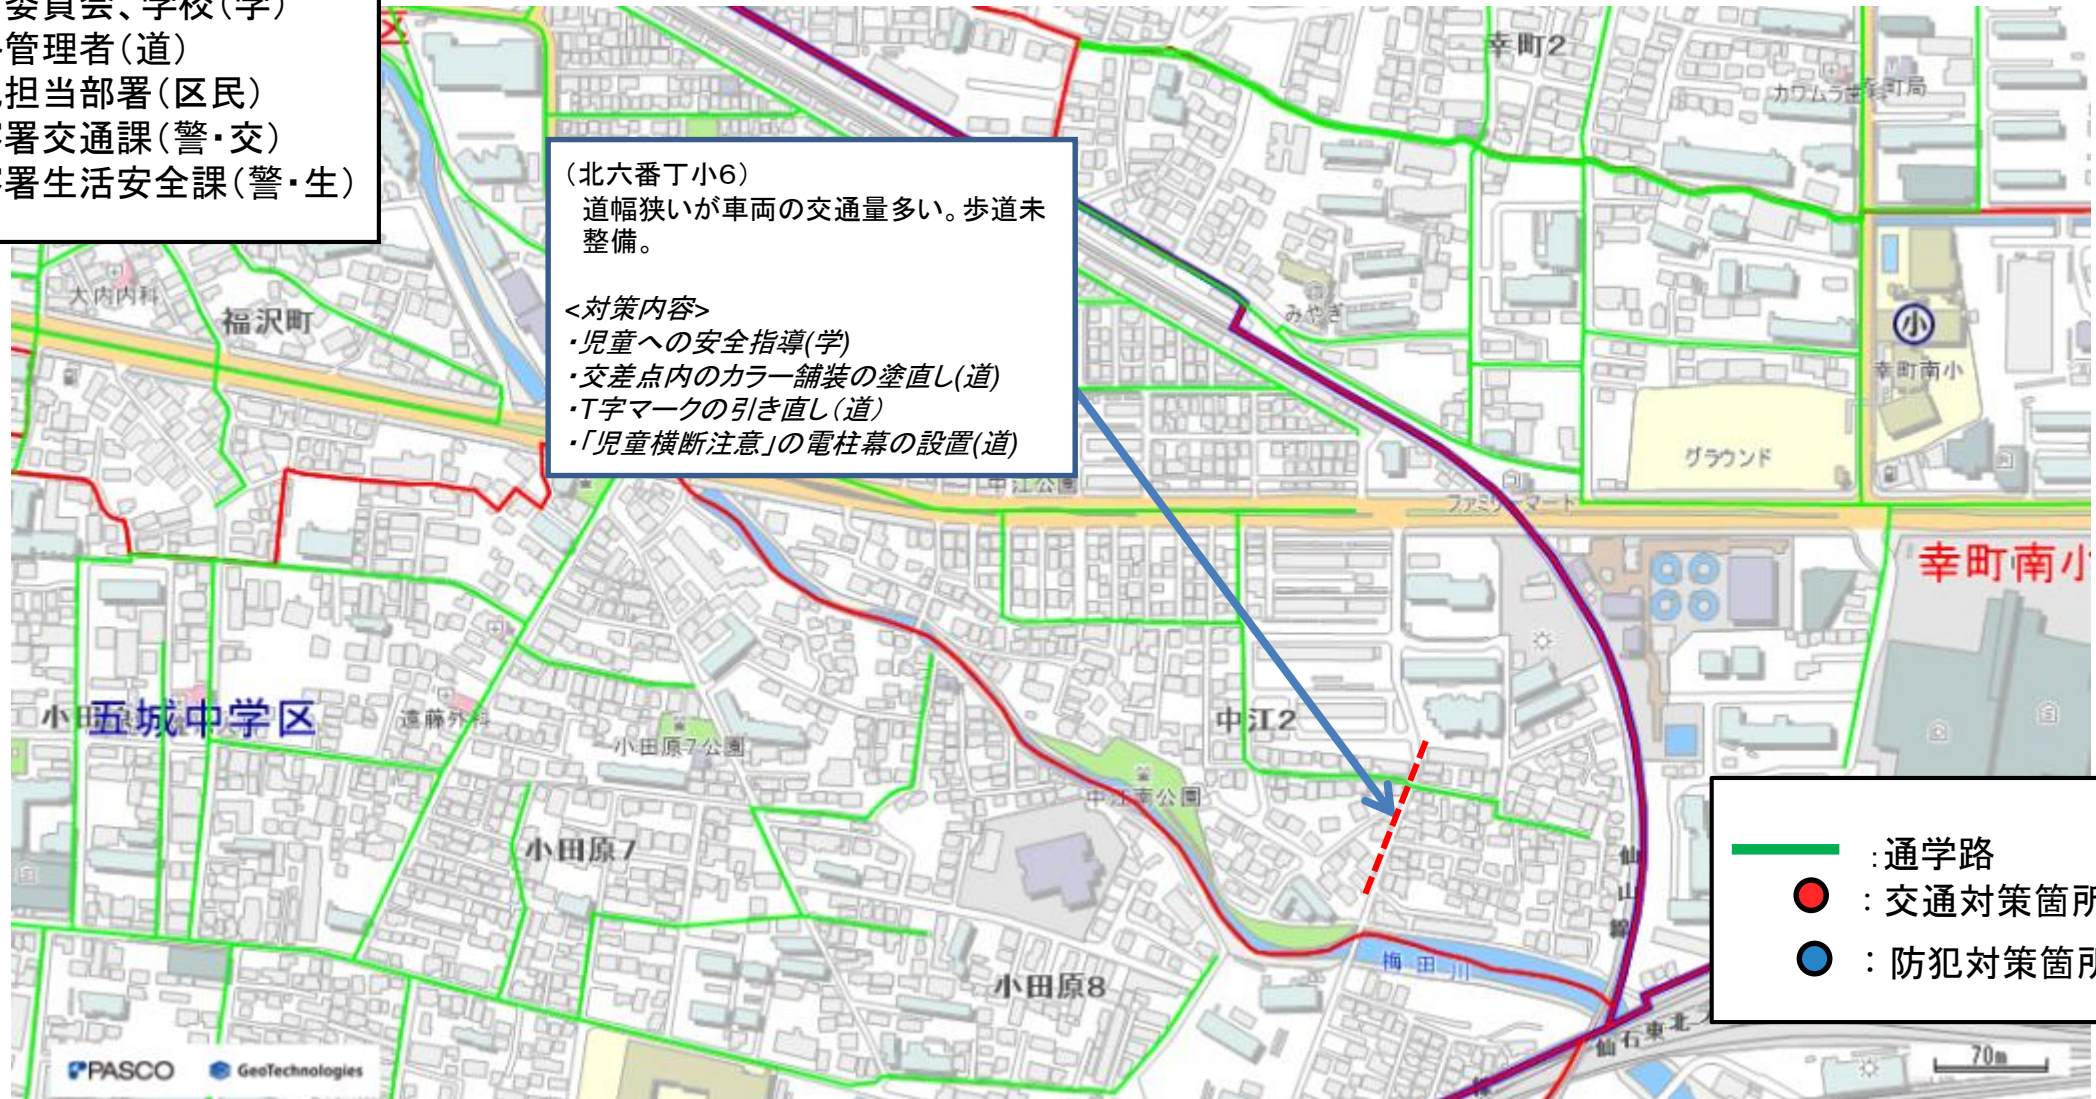 委員会、学校（学）
管理者（道）
担当部署（区民）
署交通課（警・交）
署生活安全課（警・生）
区
幸町2
カワムラ
幸町局
（北六番丁小6）
道幅狭いが車両の交通量多い。歩道未
整備。
<対策内容>
・児童への安全指導(学)
・交差点内のカラー舗装の塗直し(道)
・T字マークの引き直し（道）
・「児童横断注意」の電柱幕の設置(道)
大内内科
福沢町
みやぎ
小
幸町南小
グラウンド
中江公園
ファミリーマート
幸町南小
小田原
五城中学区
遠藤外科
小田原7公園
中江2
中江南公園
小田原7
仙山線
:通学路
：交通対策箇所
：防犯対策箇所
梅田川
小田原8
仙石東北
70m
PASCO
GeoTechnologies